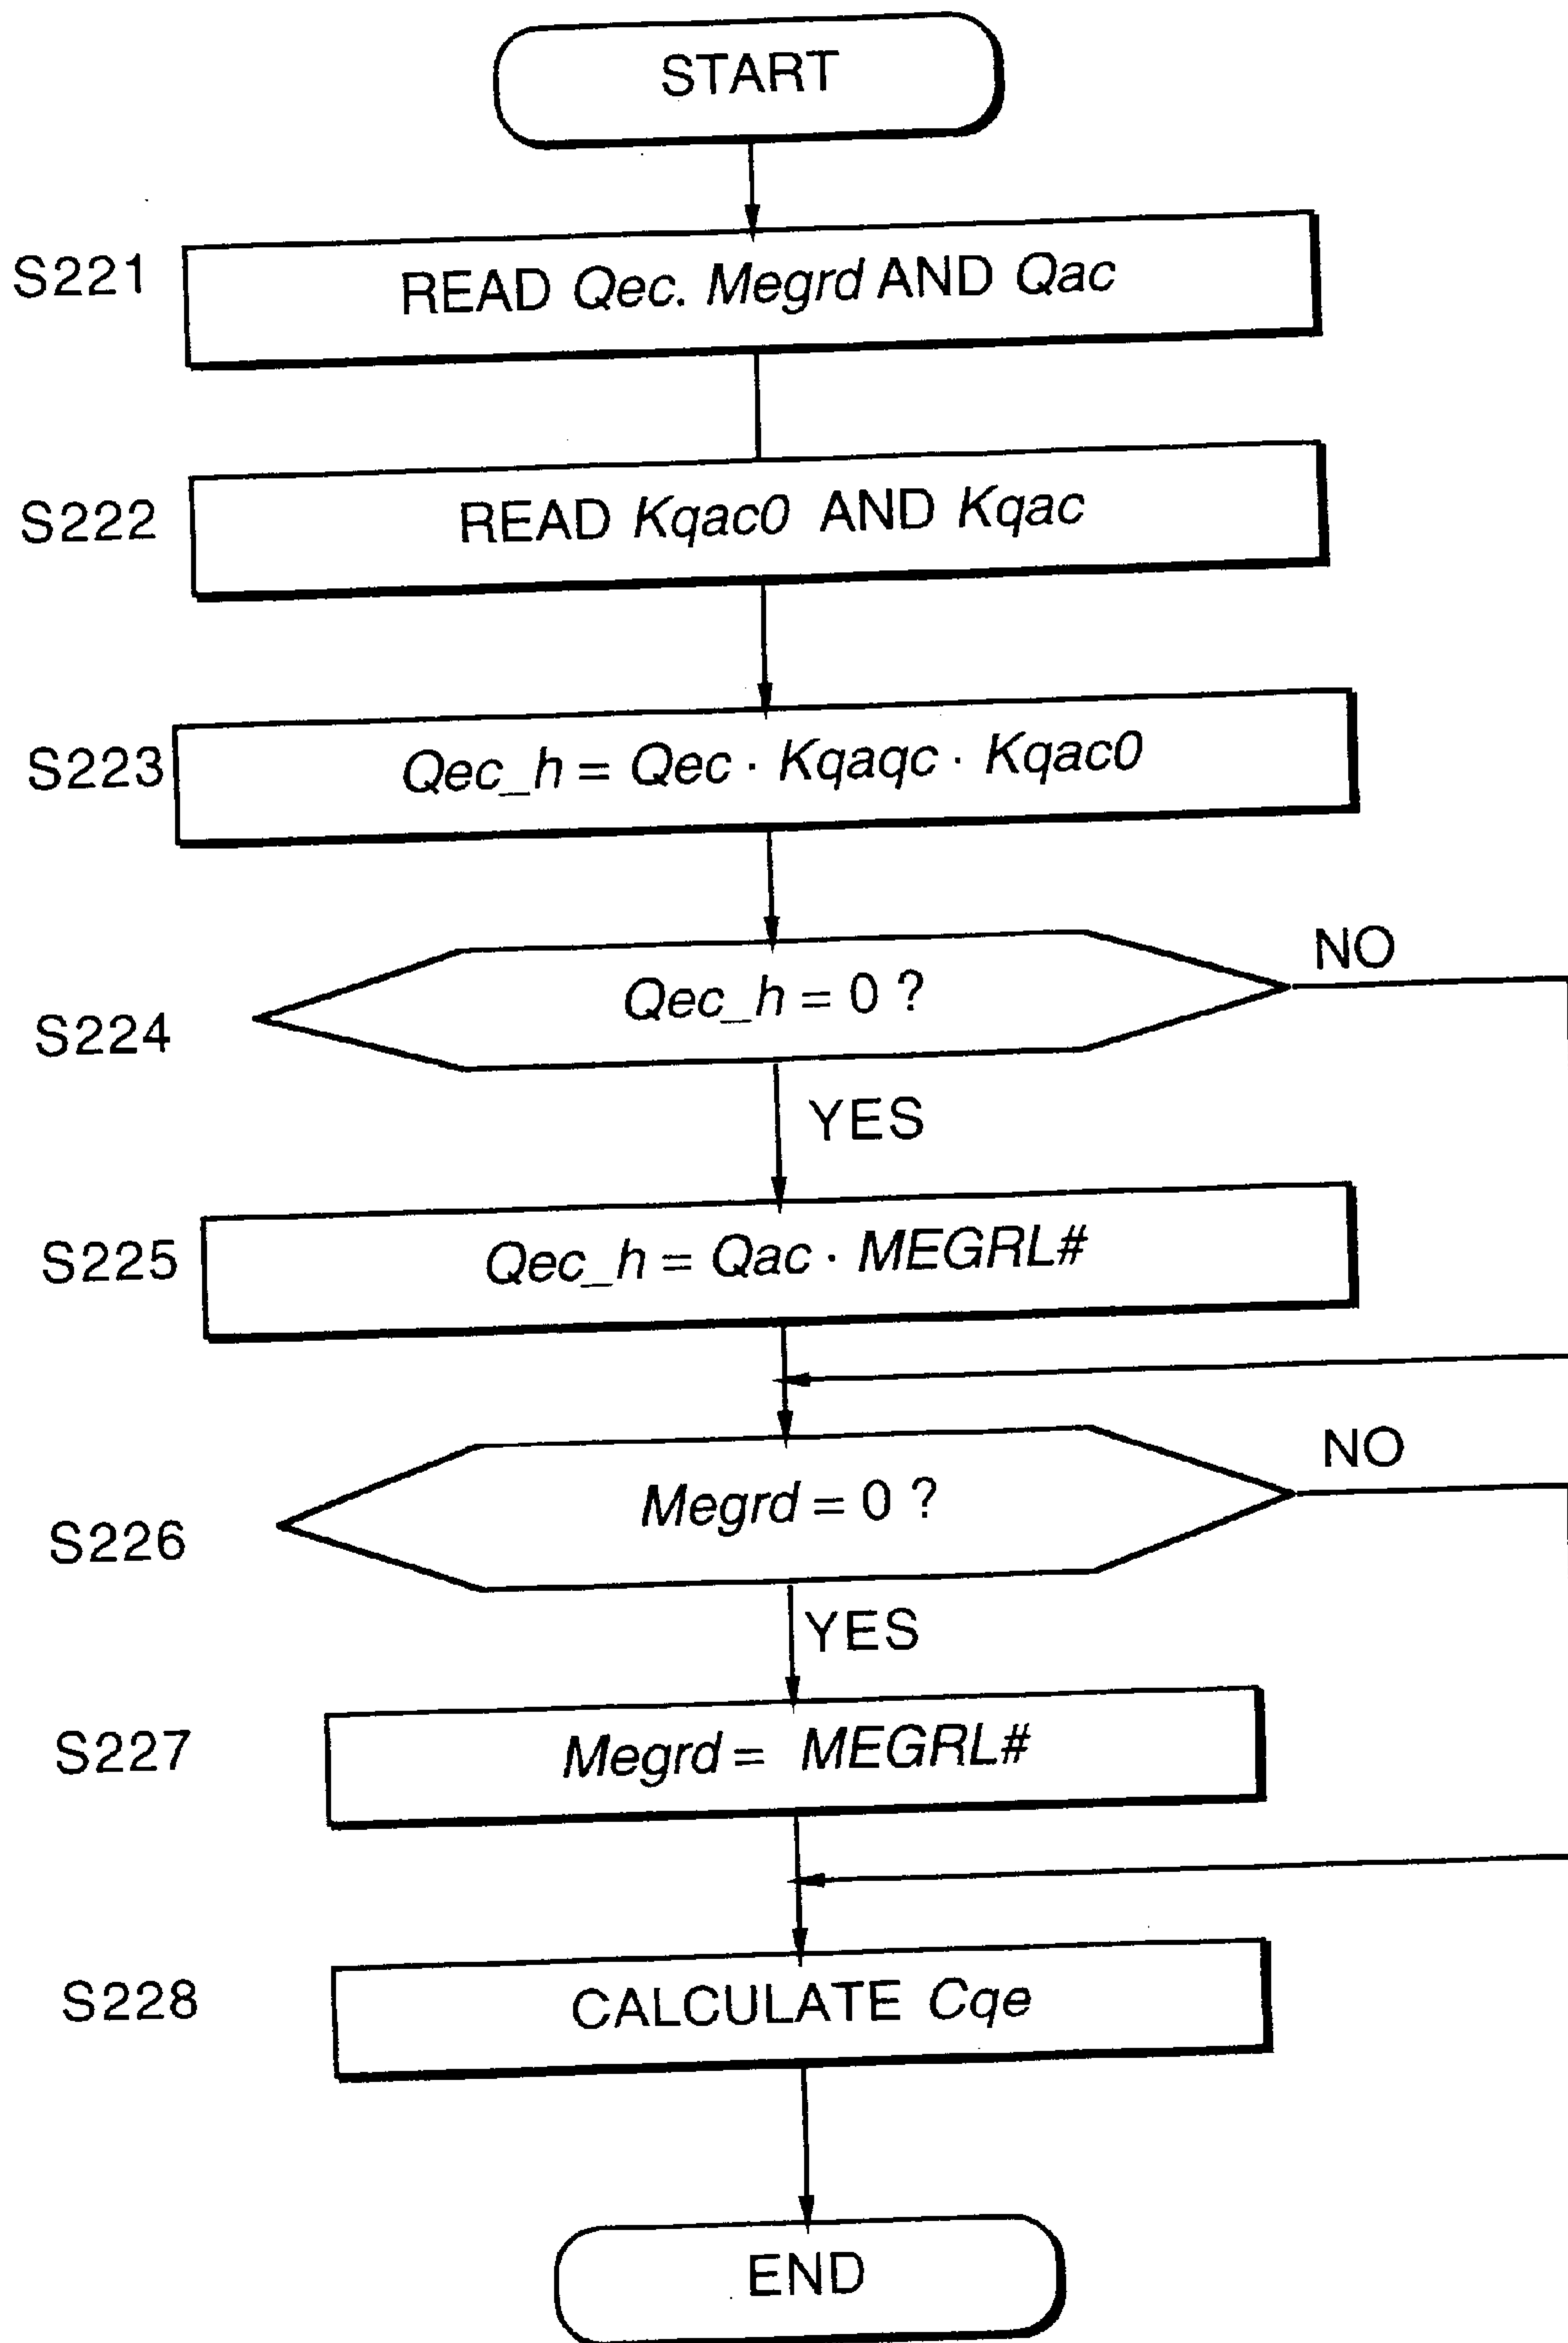 START
S221
READ Qec. Megrd AND Qac
S222
READ Kqac0 AND Kqac
S223
Qec_h = Qec · Kqaqc · Kqac0
S224
Qec_h = 0 ?
NO
YES
S225
Qec_h = Qac · MEGRL#
S226
Megrd = 0 ?
NO
YES
S227
Megrd = MEGRL#
S228
CALCULATE Cqe
END